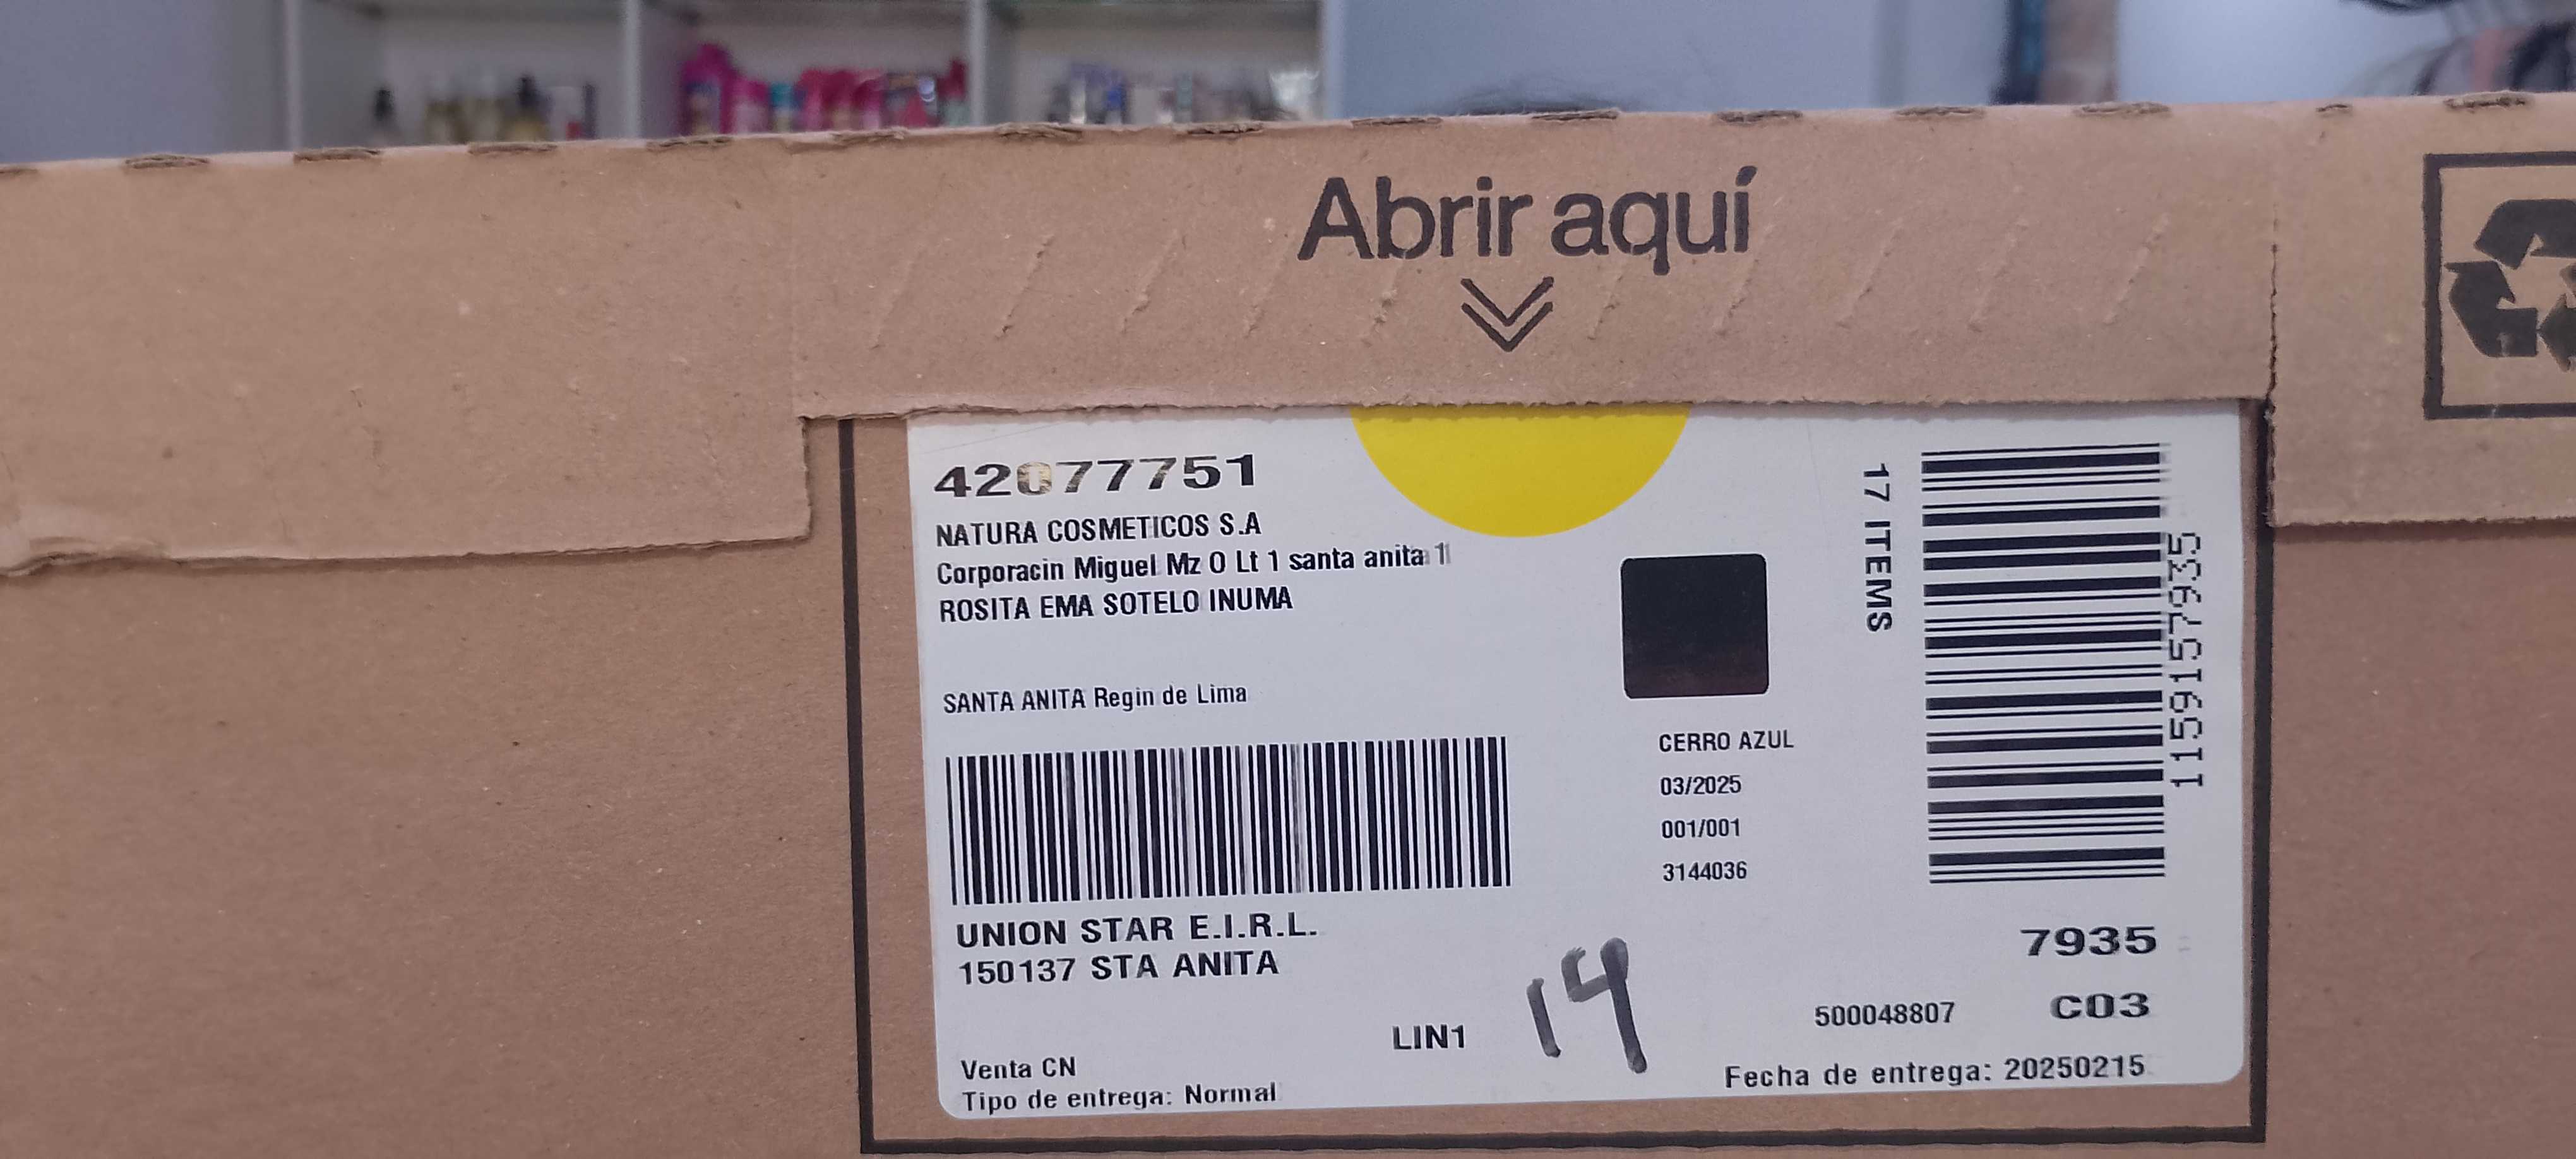 Abrir aquí
42077751
NATURA COSMETICOS S.A
Corporacin Miguel Mz O Lt 1 santa anita 1
ROSITA EMA SOTELO INUMA
SANTA ANITA Regin de Lima
UNION STAR E.I.R.L.
150137 STA ANITA
LIN1
Venta CN
Tipo de entrega: Normal
14
CERRO AZUL
03/2025
001/001
3144036
17 ITEMS
1159157935
7935
500048807 C03
Fecha de entrega: 20250215